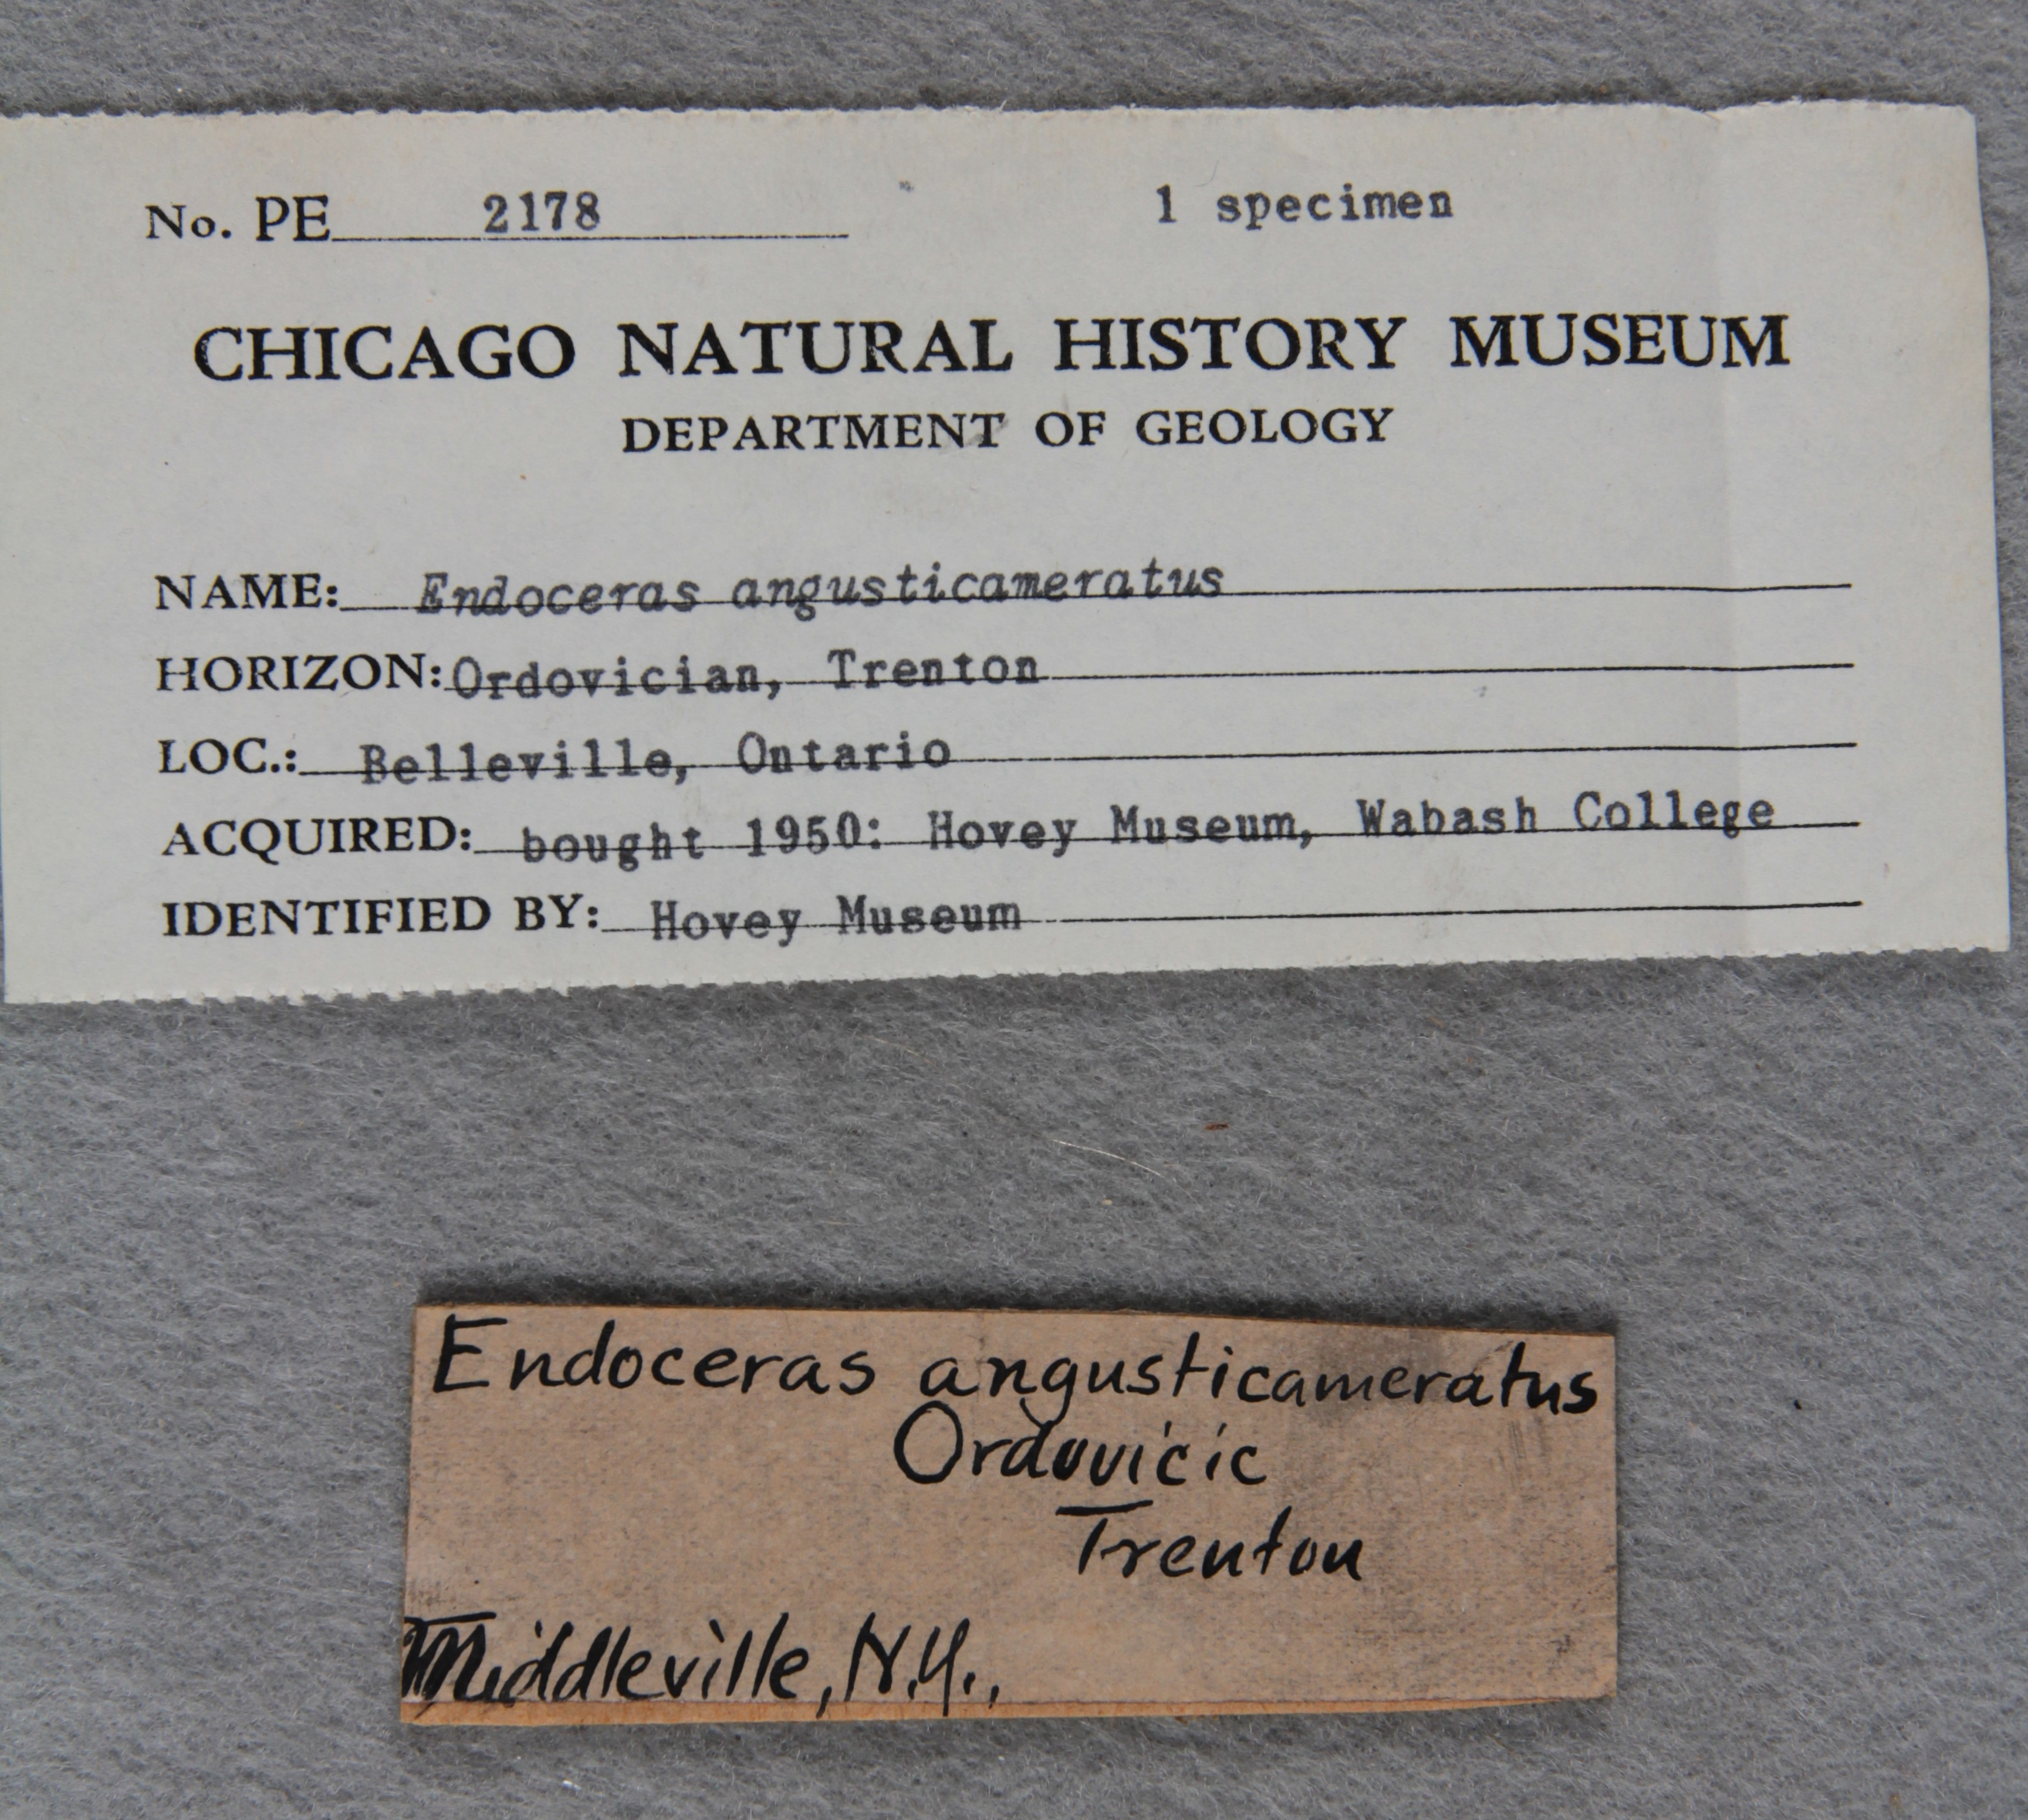 No. PE 2178 1 specimen
CHICAGO NATURAL HISTORY MUSEUM
DEPARTMENT OF GEOLOGY
NAME: Endoceras angusticameratus
HORIZON: Ordovician, Trenton
LOC.: Belleville, Ontario
ACQUIRED: bought 1950: Hovey Museum, Wabash College
IDENTIFIED BY: Hovey Museum
Endoceras angusticameratus
Ordovicic
Trenton
Middleville, N.Y.,